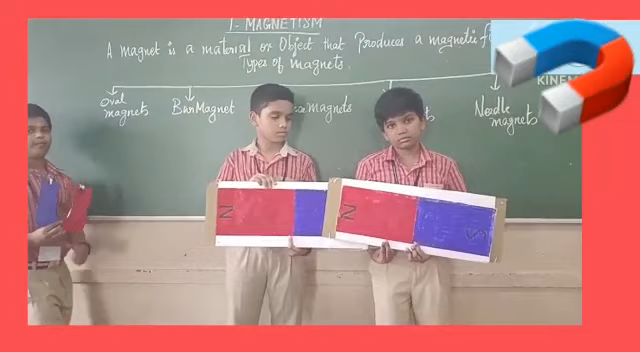 1- MAGNETISM
A magnet is a material or Object that Produces a magnetic
Types of magnets.
Oval magnets
Bar Magnet
magnets
Needle magnets
KINEM
N
N
S